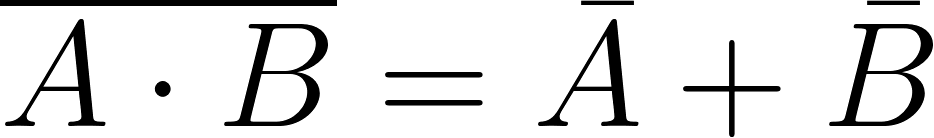 $\overline{A \cdot B} = \bar{A} + \bar{B}$